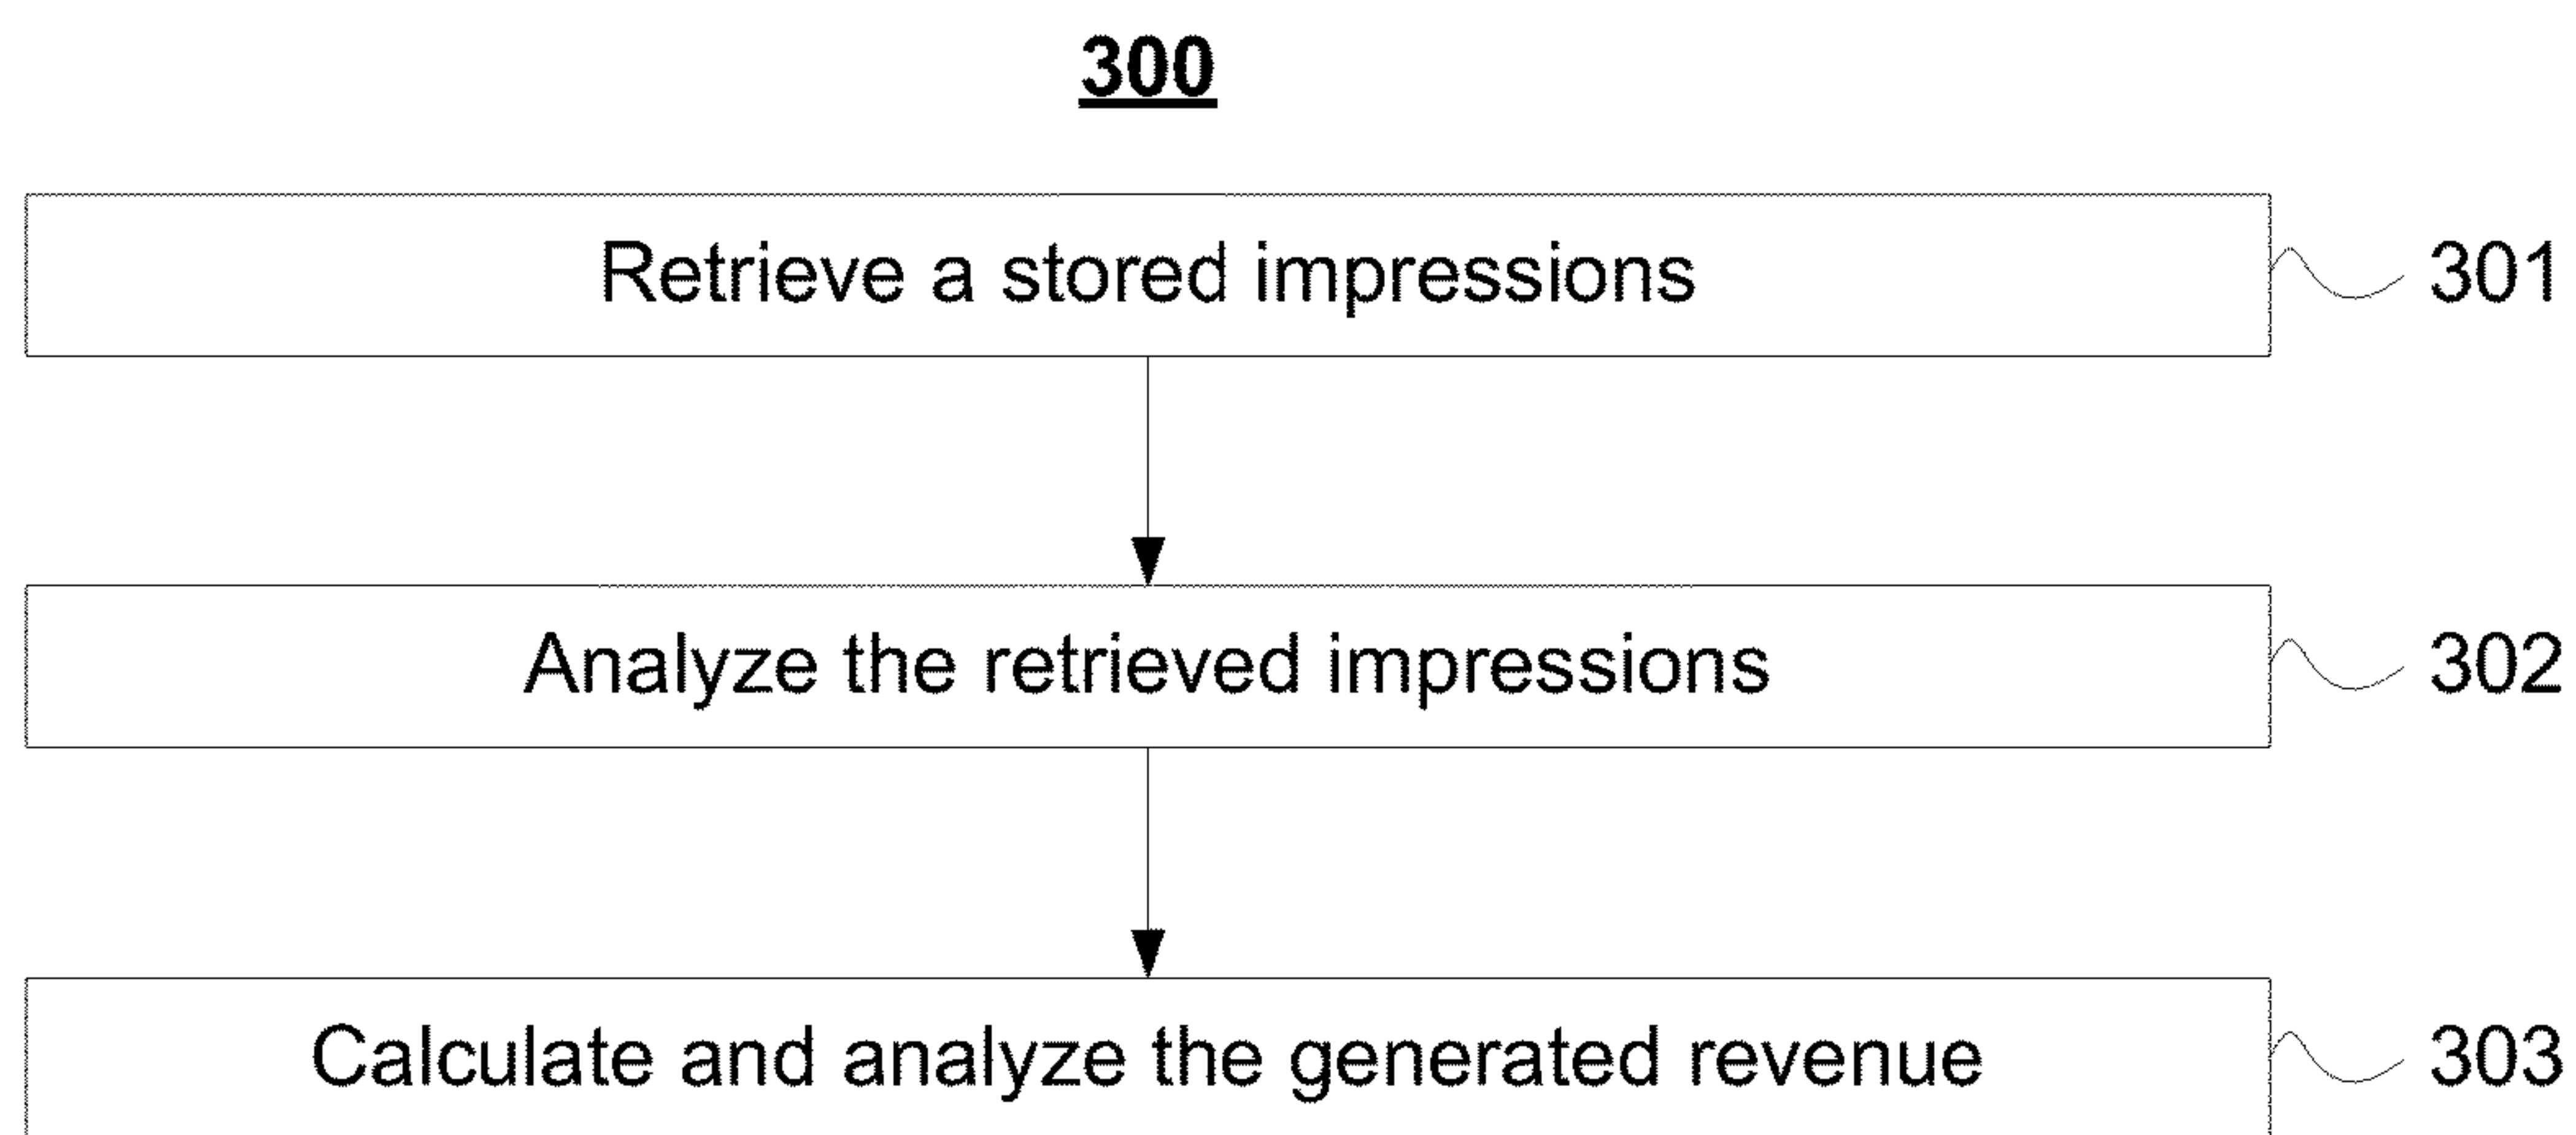 300
Retrieve a stored impressions
301
Analyze the retrieved impressions
302
Calculate and analyze the generated revenue
303